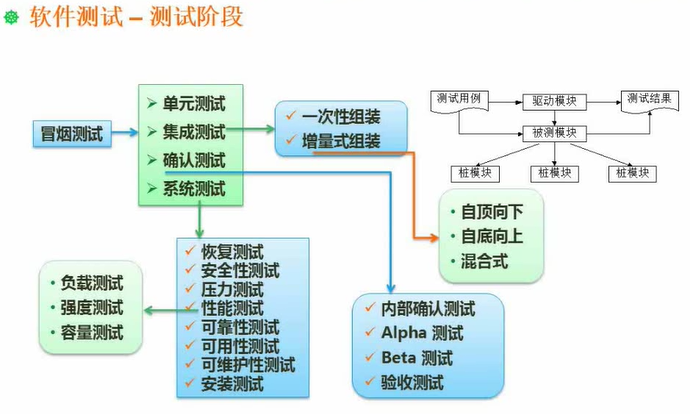 软件测试 – 测试阶段
冒烟测试
单元测试
集成测试
确认测试
系统测试
一次性组装
增量式组装
测试用例
驱动模块
测试结果
被测模块
桩模块
桩模块
桩模块
自顶向下
自底向上
混合式
恢复测试
安全性测试
压力测试
性能测试
可靠性测试
可用性测试
可维护性测试
安装测试
负载测试
强度测试
容量测试
内部确认测试
Alpha 测试
Beta 测试
验收测试